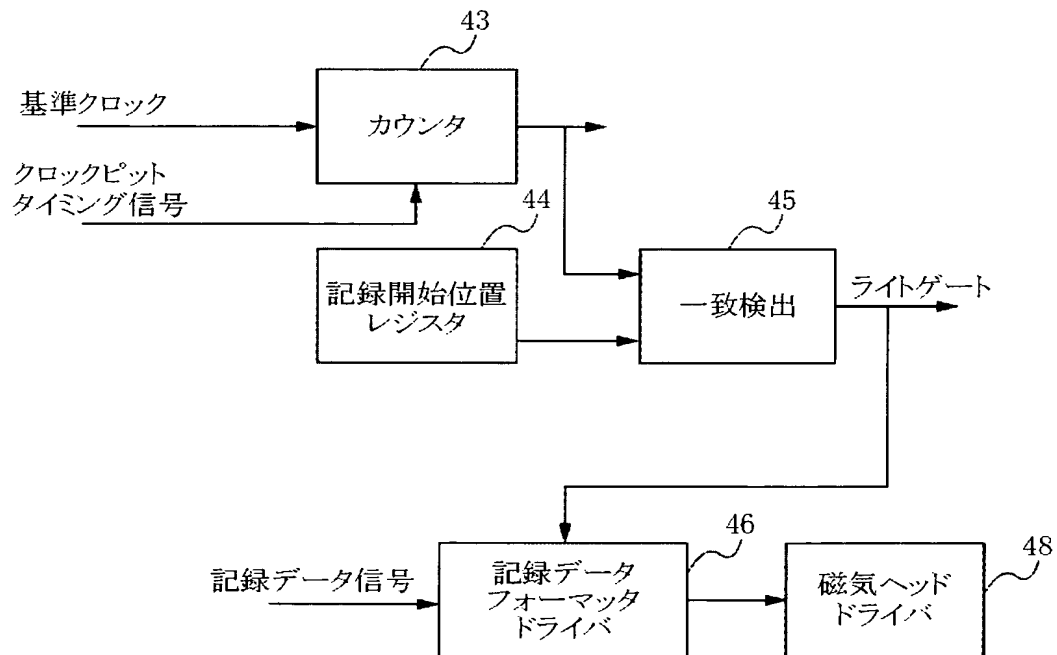 43
基準クロック
カウンタ
クロックピット
タイミング信号
44
45
記録開始位置
レジスタ
一致検出
ライトゲート
46
48
記録データ信号
記録データ
フォーマッタ
ドライバ
磁気ヘッド
ドライバ